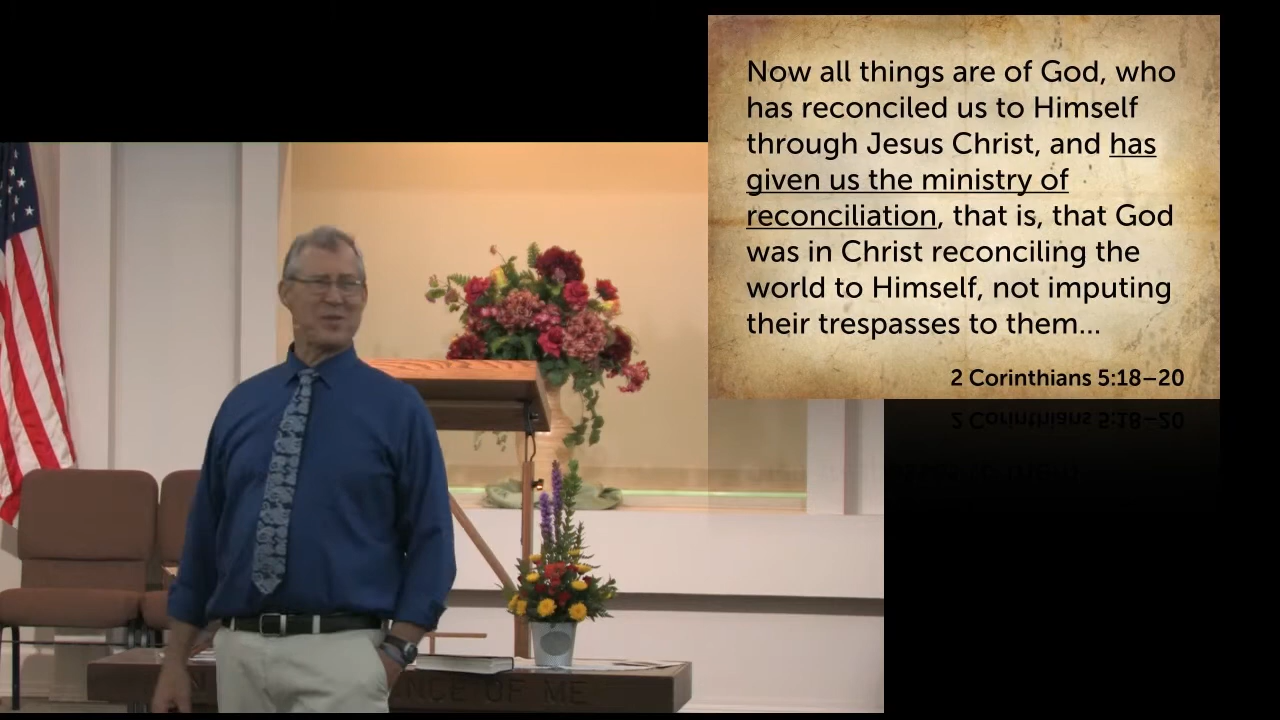 Now all things are of God, who
has reconciled us to Himself
through Jesus Christ, and has
given us the ministry of
reconciliation, that is, that God
was in Christ reconciling the
world to Himself, not imputing
their trespasses to them...
2 Corinthians 5:18–20
OF ME